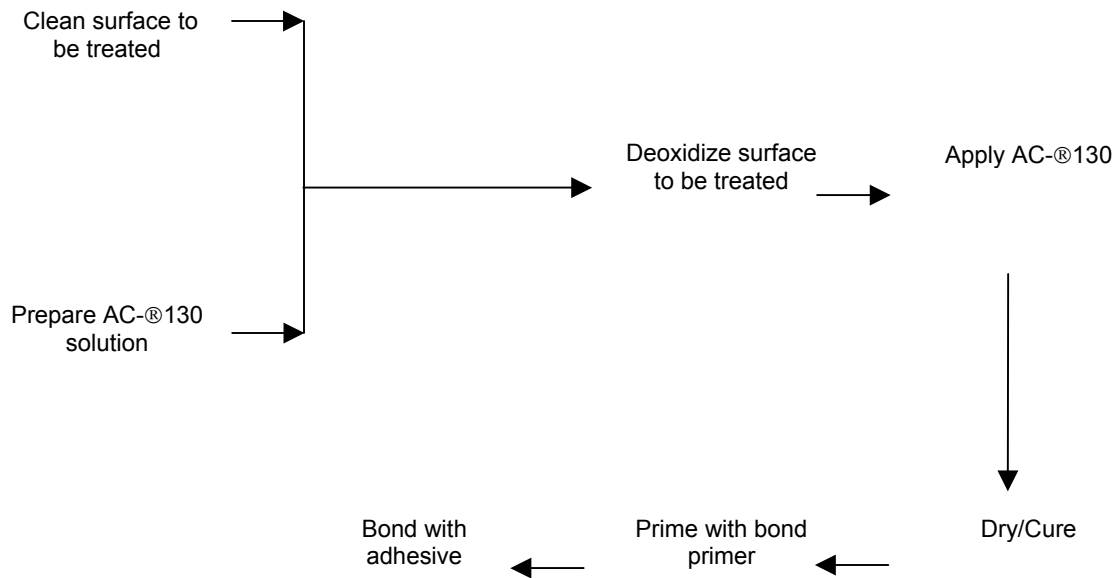 Clean surface to
be treated
Deoxidize surface
to be treated
Apply AC-®130
Prepare AC-®130
solution
Bond with
adhesive
Prime with bond
primer
Dry/Cure